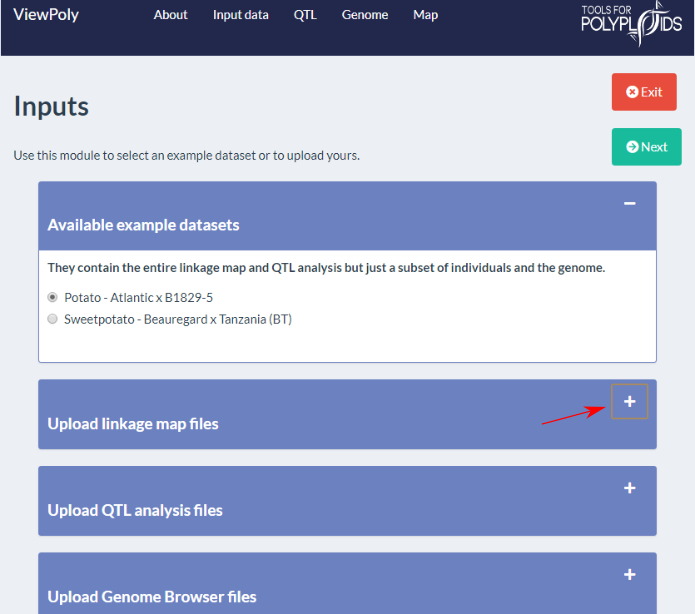 ViewPoly About Input data QTL Genome Map
TOOLS FOR
POLYPLOIDS
Exit
Inputs
Next
Use this module to select an example dataset or to upload yours.
Available example datasets
They contain the entire linkage map and QTL analysis but just a subset of individuals and the genome.
Potato - Atlantic x B1829-5
Sweetpotato - Beauregard x Tanzania (BT)
Upload linkage map files
Upload QTL analysis files
Upload Genome Browser files